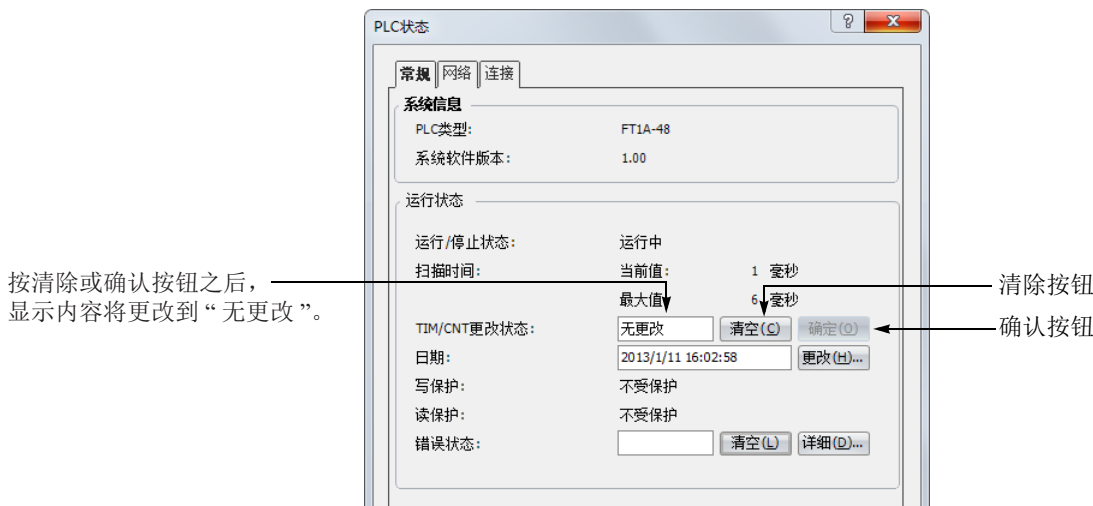 PLC状态
常规 网络 连接
系统信息
PLC类型: FT1A-48
系统软件版本: 1.00
运行状态
运行/停止状态: 运行中
扫描时间: 当前值: 1 毫秒
最大值 6 毫秒
TIM/CNT更改状态: 无更改 清空(C) 确定(O)
日期: 2013/1/11 16:02:58 更改(H)...
写保护: 不受保护
读保护: 不受保护
错误状态: 清空(L) 详细(D)...
按清除或确认按钮之后，
显示内容将更改到“无更改”。
清除按钮
确认按钮